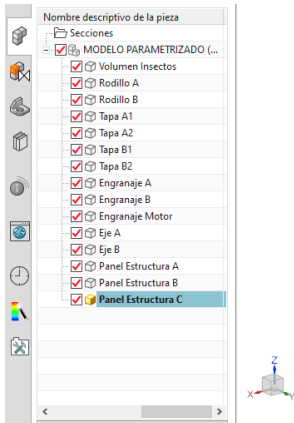 Nombre descriptivo de la pieza
Secciones
MODELO PARAMETRIZADO (...
Volumen Insectos
Rodillo A
Rodillo B
Tapa A1
Tapa A2
Tapa B1
Tapa B2
Engranaje A
Engranaje B
Engranaje Motor
Eje A
Eje B
Panel Estructura A
Panel Estructura B
Panel Estructura C
Z
X
Y